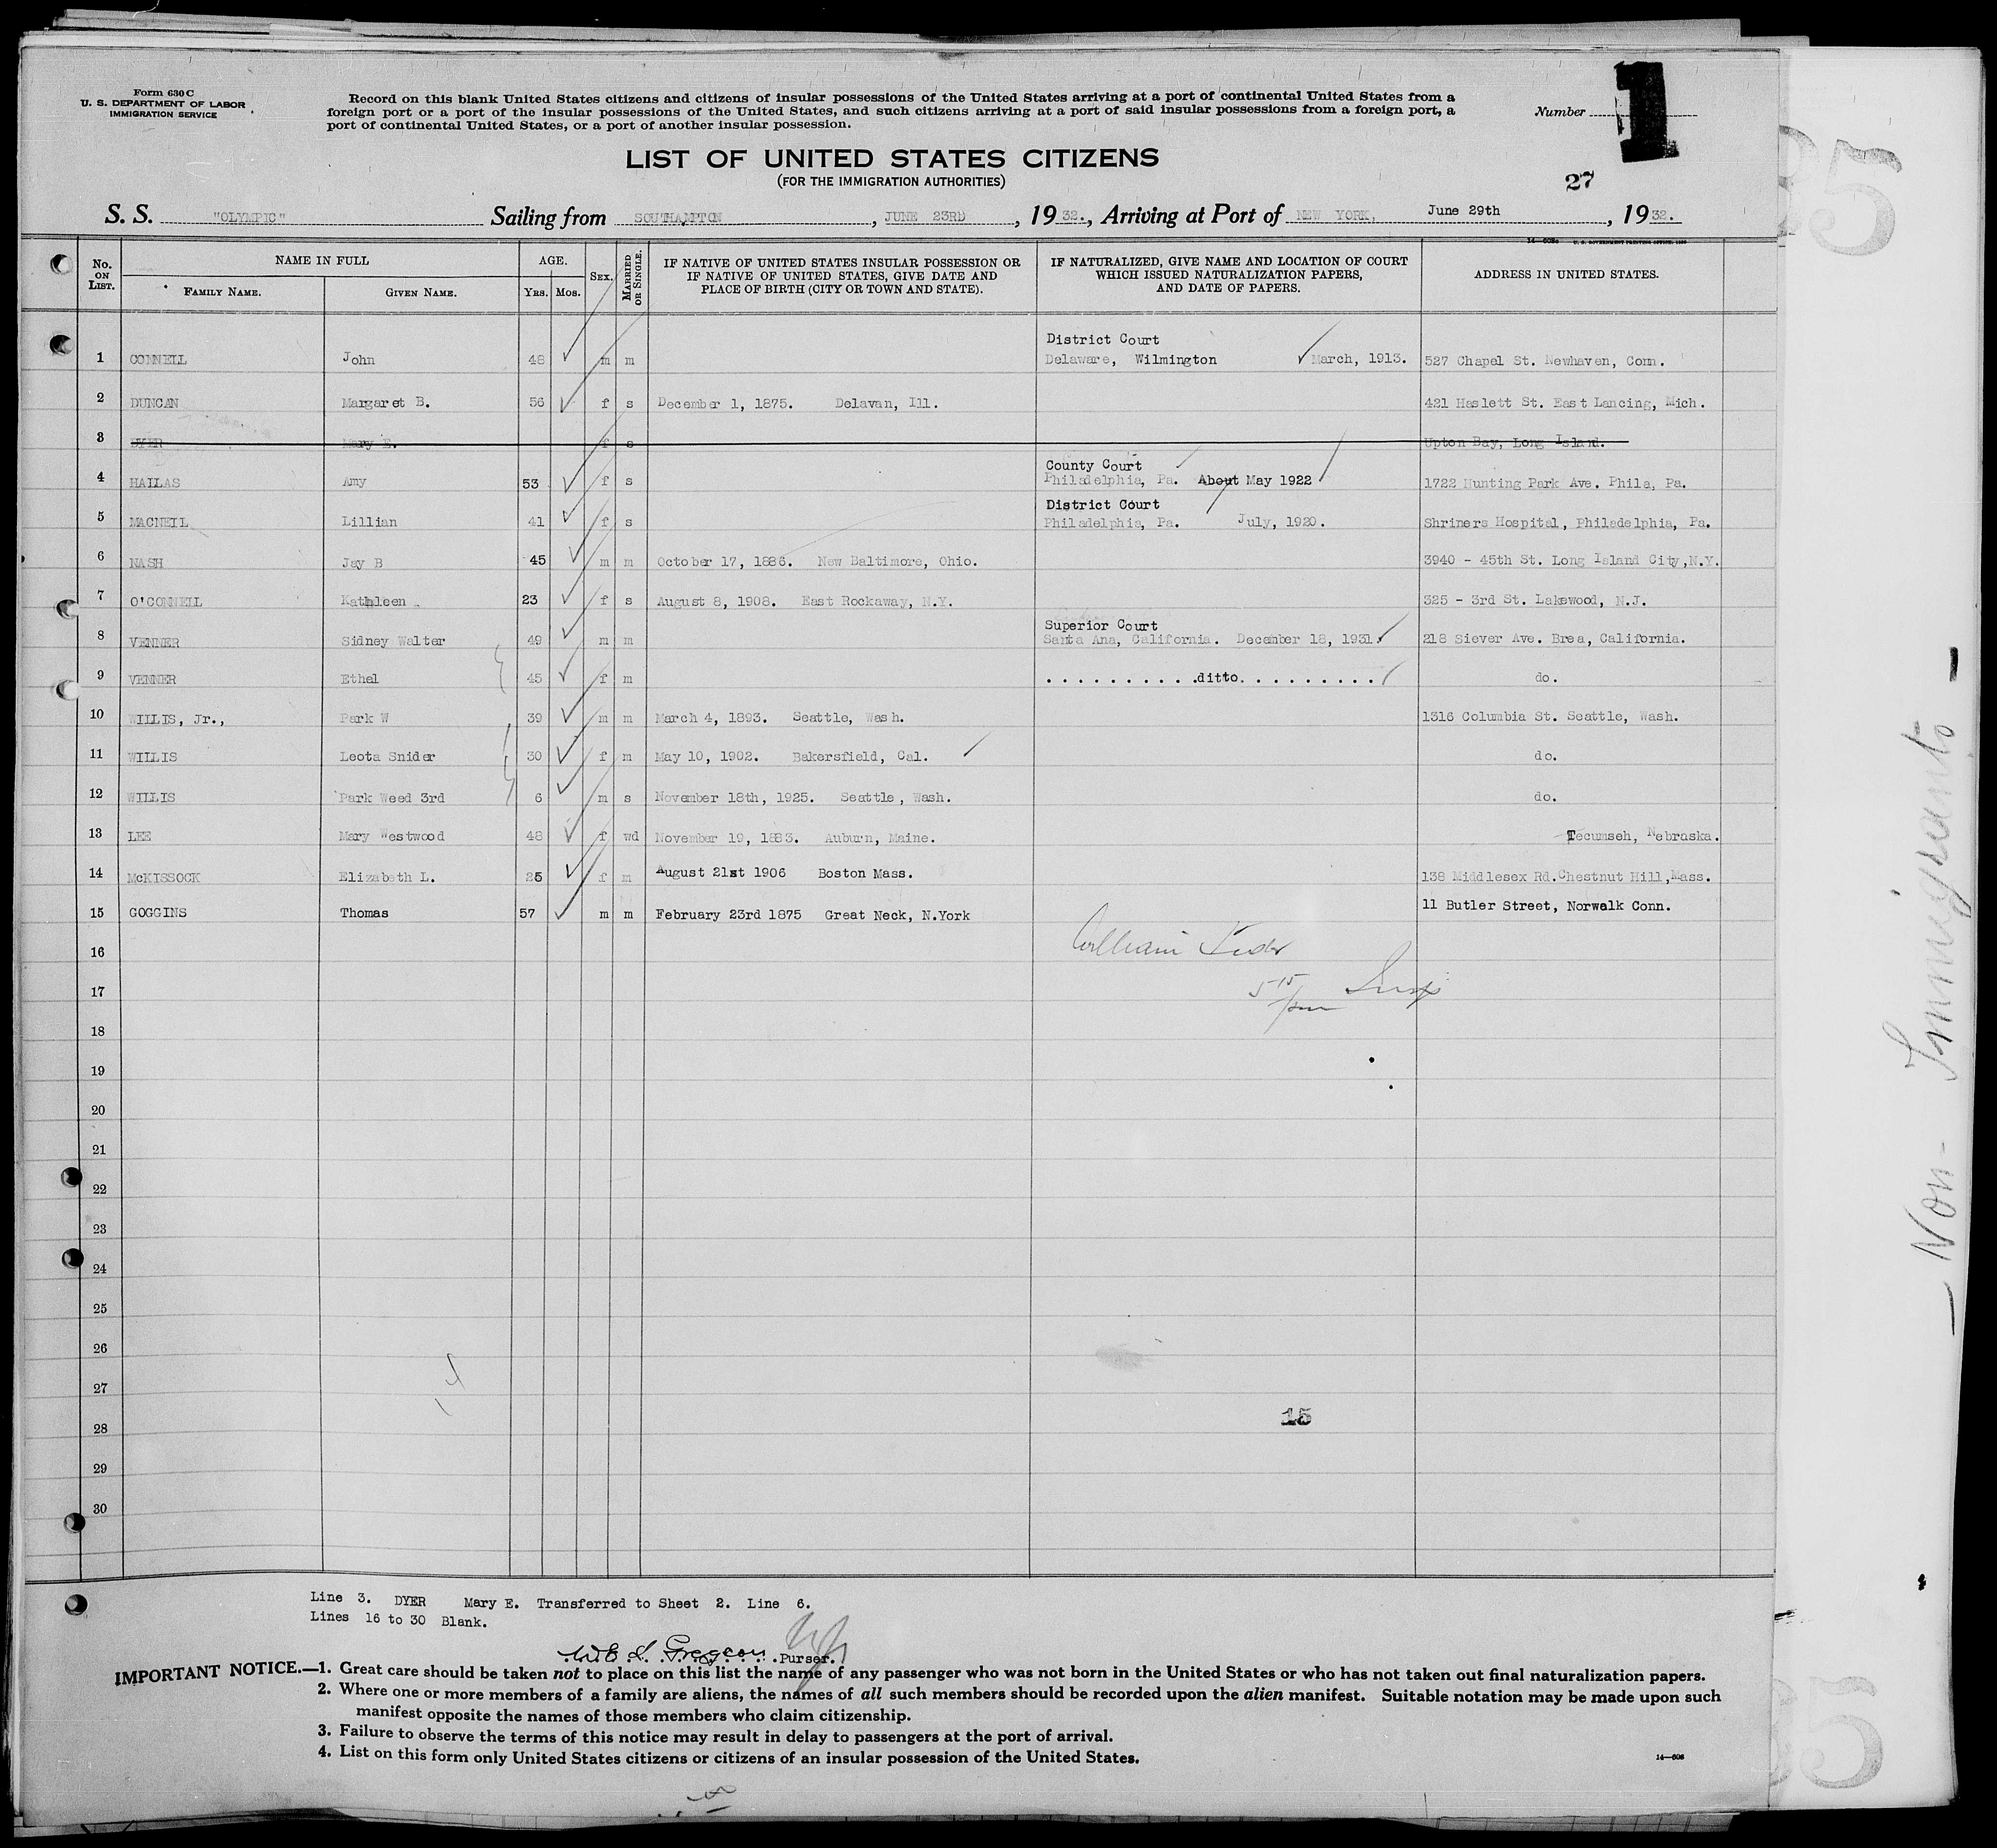 Form 630 C
U. S. DEPARTMENT OF LABOR
IMMIGRATION SERVICE
Record on this blank United States citizens and citizens of insular possessions of the United States arriving at a port of continental United States from a
foreign port or a port of the insular possessions of the United States, and such citizens arriving at a port of said insular possessions from a foreign port, a
port of continental United States, or a port of another insular possession.
Number 1
LIST OF UNITED STATES CITIZENS
(FOR THE IMMIGRATION AUTHORITIES)
27
S. S. "OLYMPIC" Sailing from SOUTHAMPTON, JUNE 23RD, 1932., Arriving at Port of NEW YORK, June 29th, 1932.
No. ON LIST. NAME IN FULL FAMILY NAME. GIVEN NAME. AGE. YRS. MOS. SEX. MARRIED OR SINGLE. IF NATIVE OF UNITED STATES INSULAR POSSESSION OR IF NATIVE OF UNITED STATES, GIVE DATE AND PLACE OF BIRTH (CITY OR TOWN AND STATE). IF NATURALIZED, GIVE NAME AND LOCATION OF COURT WHICH ISSUED NATURALIZATION PAPERS, AND DATE OF PAPERS. ADDRESS IN UNITED STATES.
District Court
1 CONNELL John 48 m m Delaware, Wilmington March, 1913. 527 Chapel St. Newhaven, Conn.
2 DUNCAN Margaret B. 56 f s December 1, 1875. Delavan, Ill. 421 Haslett St. East Lancing, Mich.
3 DYER Mary E. f s Upton Bay, Long Island.
County Court
4 HAILAS Amy 53 f s Philadelphia, Pa. About May 1922 1722 Hunting Park Ave. Phila, Pa.
District Court
5 MACNEIL Lillian 41 f s Philadelphia, Pa. July, 1920. Shriners Hospital, Philadelphia, Pa.
6 NASH Jay B 45 m m October 17, 1886. New Baltimore, Ohio. 3940 - 45th St. Long Island City, N.Y.
7 O'CONNELL Kathleen 23 f s August 8, 1908. East Rockaway, N.Y. 325 - 3rd St. Lakewood, N.J.
Superior Court
8 VENNER Sidney Walter 49 m m Santa Ana, California. December 18, 1931. 218 Siever Ave. Brea, California.
9 VENNER Ethel 45 f m . . . . . . . . . .ditto. . . . . . . . . . do.
10 WILLIS, Jr., Park W 39 m m March 4, 1893. Seattle, Wash. 1316 Columbia St. Seattle, Wash.
11 WILLIS Leota Snider 30 f m May 10, 1902. Bakersfield, Cal. do.
12 WILLIS Park Weed 3rd 6 m s November 18th, 1925. Seattle, Wash. do.
13 LEE Mary Westwood 48 f wd November 19, 1883. Auburn, Maine. Tecumseh, Nebraska.
14 McKISSOCK Elizabeth L. 25 f m August 21st 1906 Boston Mass. 138 Middlesex Rd. Chestnut Hill, Mass.
15 GOGGINS Thomas 57 m m February 23rd 1875 Great Neck, N.York 11 Butler Street, Norwalk Conn.
16 William
17 5 15 Insp
18 pm
19
20
21
22
23
24
25
26
27
28 15
29
30
Line 3. DYER Mary E. Transferred to Sheet 2. Line 6.
Lines 16 to 30 Blank.
Purser.
IMPORTANT NOTICE.—1. Great care should be taken not to place on this list the name of any passenger who was not born in the United States or who has not taken out final naturalization papers.
2. Where one or more members of a family are aliens, the names of all such members should be recorded upon the alien manifest. Suitable notation may be made upon such
manifest opposite the names of those members who claim citizenship.
3. Failure to observe the terms of this notice may result in delay to passengers at the port of arrival.
4. List on this form only United States citizens or citizens of an insular possession of the United States.
14—608
— Non - Immigrants —